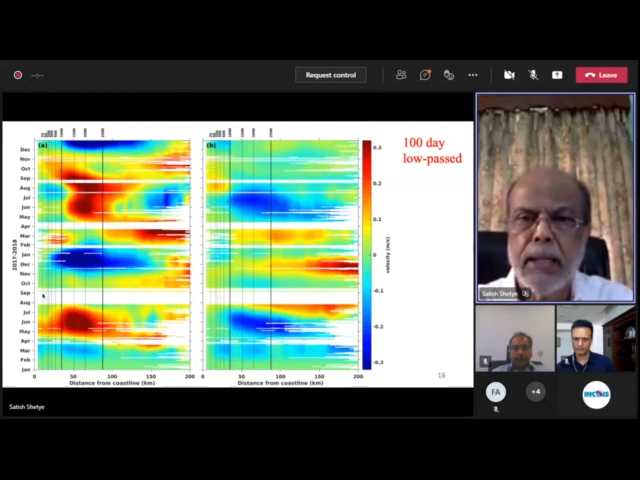 --:--
Request control
Leave
(a)
(b)
100 day
low-passed
Dec
Nov
Oct
Sep
Aug
Jul
Jun
May
Apr
Mar
Feb
Jan
Dec
Nov
Oct
Sep
Aug
Jul
Jun
May
Apr
Mar
Feb
Jan
2017-2018
0 50 100 150 200
0 50 100 150 200
Distance from coastline (km)
Distance from coastline (km)
0.3
0.2
0.1
0
-0.1
-0.2
-0.3
velocity (m/s)
16
Satish Shetye
Satish Shetye
FA
+4
INCOIS